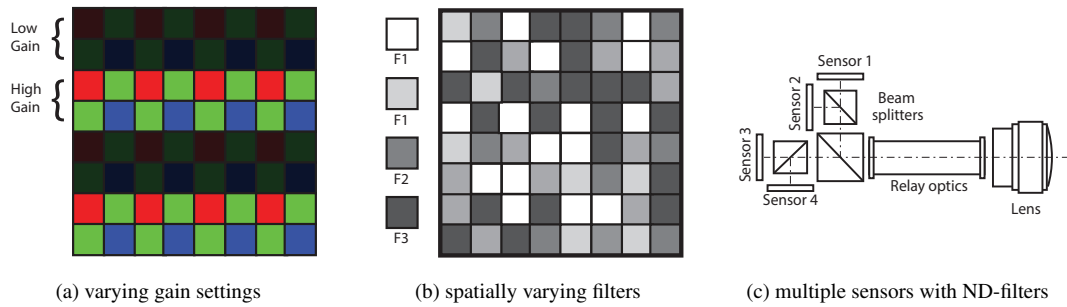 Low
Gain
High
Gain
F1
F1
F2
F3
Sensor 1
Sensor 2
Beam
splitters
Sensor 3
Sensor 4
Relay optics
Lens
(a) varying gain settings
(b) spatially varying filters
(c) multiple sensors with ND-filters